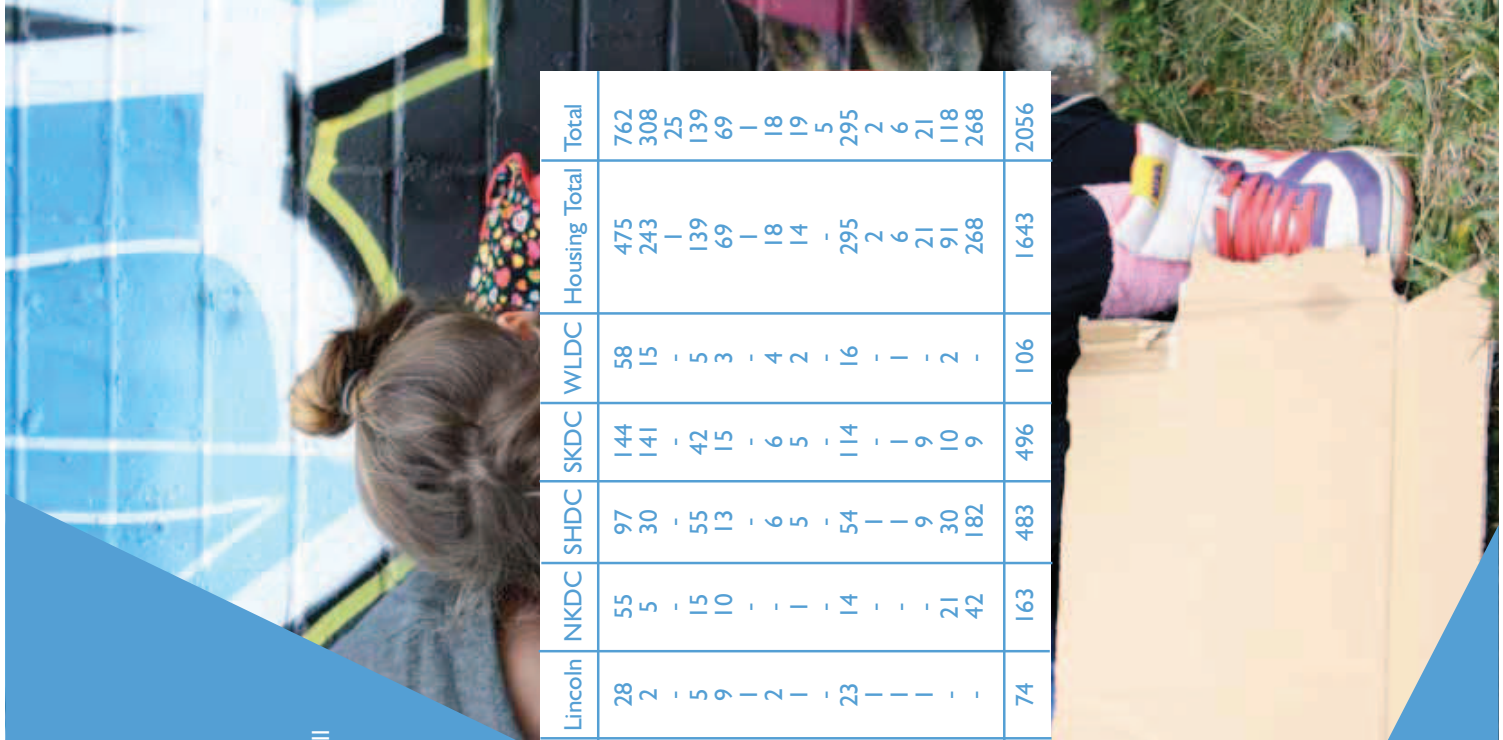 11
Lincoln NKDC SHDC SKDC WLDC Housing Total Total
28 55 97 144 58 475 762
2 5 30 141 15 243 308
- - - - - 1 25
5 15 55 42 5 139 139
9 10 13 15 3 69 69
1 - - - - 1 1
2 - 6 6 4 18 18
1 1 5 5 2 14 19
- - - - - - 5
23 14 54 114 16 295 295
1 - 1 - - 2 2
1 - 1 1 1 6 6
1 - 9 9 - 21 21
- 21 30 10 2 91 118
- 42 182 9 - 268 268
74 163 483 496 106 1643 2056